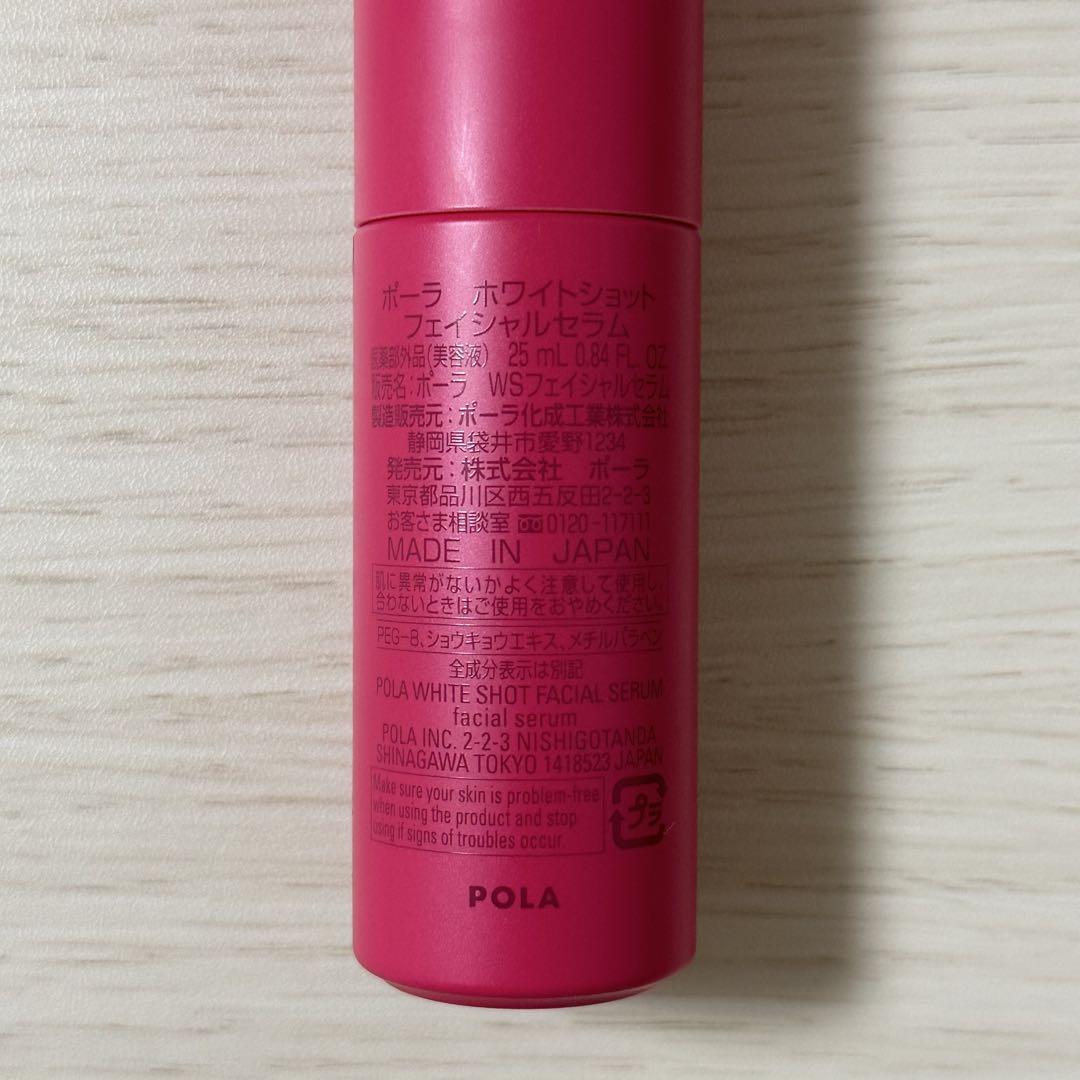 ポーラ ホワイトショット
フェイシャルセラム
医薬部外品(美容液) 25 mL 0.84 FL. OZ.
販売名:ポーラ WSフェイシャルセラム
製造販売元:ポーラ化成工業株式会社
静岡県袋井市愛野1234
発売元:株式会社 ポーラ
東京都品川区西五反田2-2-3
お客さま相談室 0120-117111
MADE IN JAPAN
肌に異常がないかよく注意して使用し、
合わないときはご使用をおやめください。
PEG-8、ショウキョウエキス、メチルパラベン
全成分表示は別記
POLA WHITE SHOT FACIAL SERUM
facial serum
POLA INC. 2-2-3 NISHIGOTANDA
SHINAGAWA TOKYO 1418523 JAPAN
Make sure your skin is problem-free
when using the product and stop
using if signs of troubles occur.
プラ
POLA